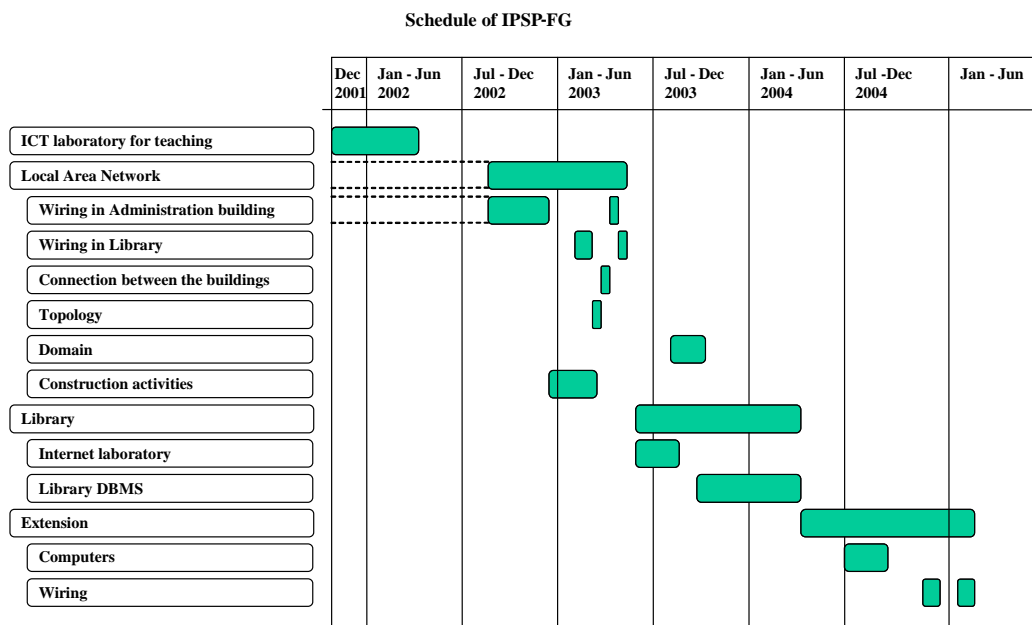 Schedule of IPSP-FG
Dec
2001
Jan - Jun
2002
Jul - Dec
2002
Jan - Jun
2003
Jul - Dec
2003
Jan - Jun
2004
Jul -Dec
2004
Jan - Jun
ICT laboratory for teaching
Local Area Network
Wiring in Administration building
Wiring in Library
Connection between the buildings
Topology
Domain
Construction activities
Library
Internet laboratory
Library DBMS
Extension
Computers
Wiring